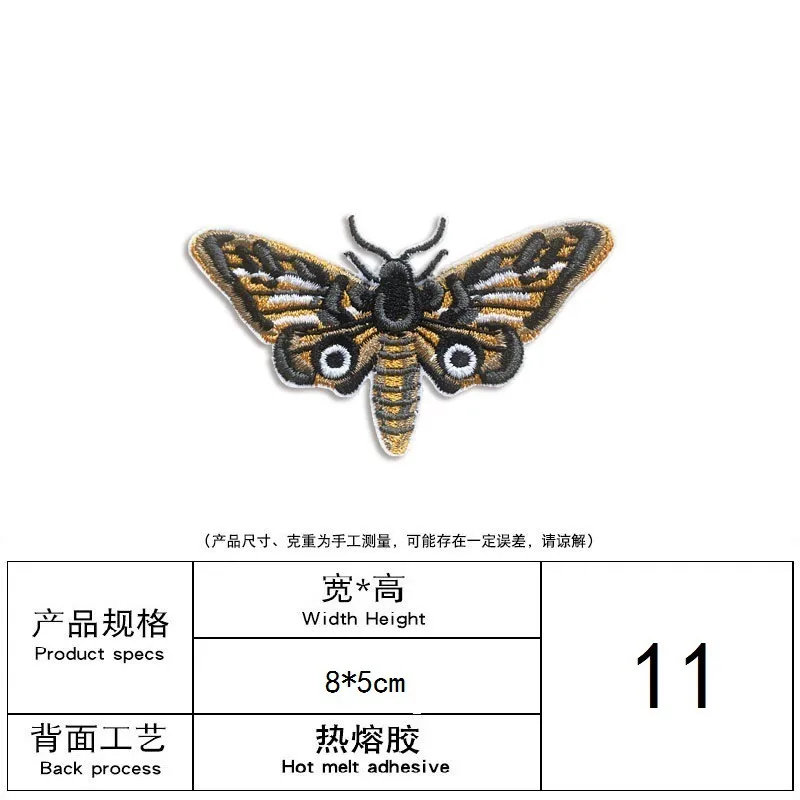 (产品尺寸、克重为手工测量，可能存在一定误差，请谅解)
产品规格
Product specs
宽*高
Width Height
8*5cm
11
背面工艺
Back process
热熔胶
Hot melt adhesive